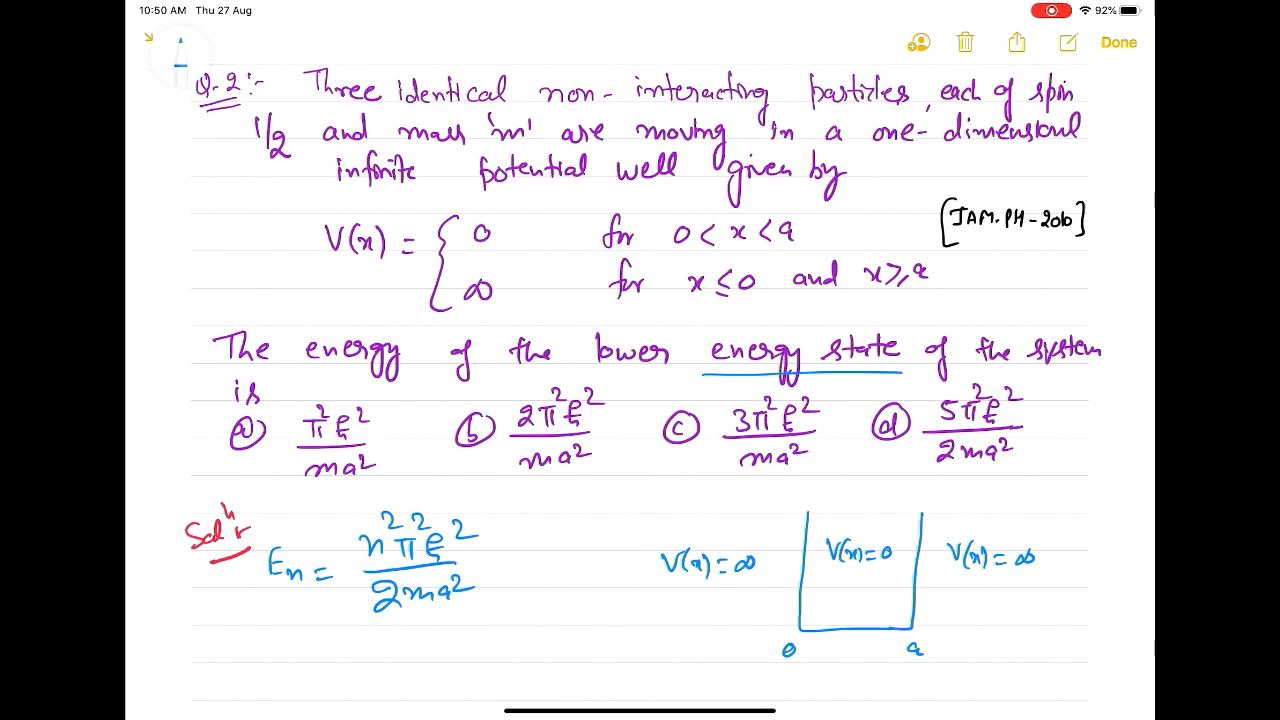 10:50 AM Thu 27 Aug
92%
Done
Q-2:- Three identical non-interacting particles, each of spin
1/2 and mass 'm' are moving in a one-dimensional
infinite potential well given by
V(x) = { 0 for 0 < x < a
∞ for x ≤ 0 and x ≥ a
[JAM.PH-2010]
The energy of the lower energy state of the system
is
(a) π²ℏ²/ma² (b) 2π²ℏ²/ma² (c) 3π²ℏ²/ma² (d) 5π²ℏ²/2ma²
Solⁿ:
Eₙ = n²π²ℏ²/2ma²
V(x)=∞ V(x)=0 V(x)=∞
0 a